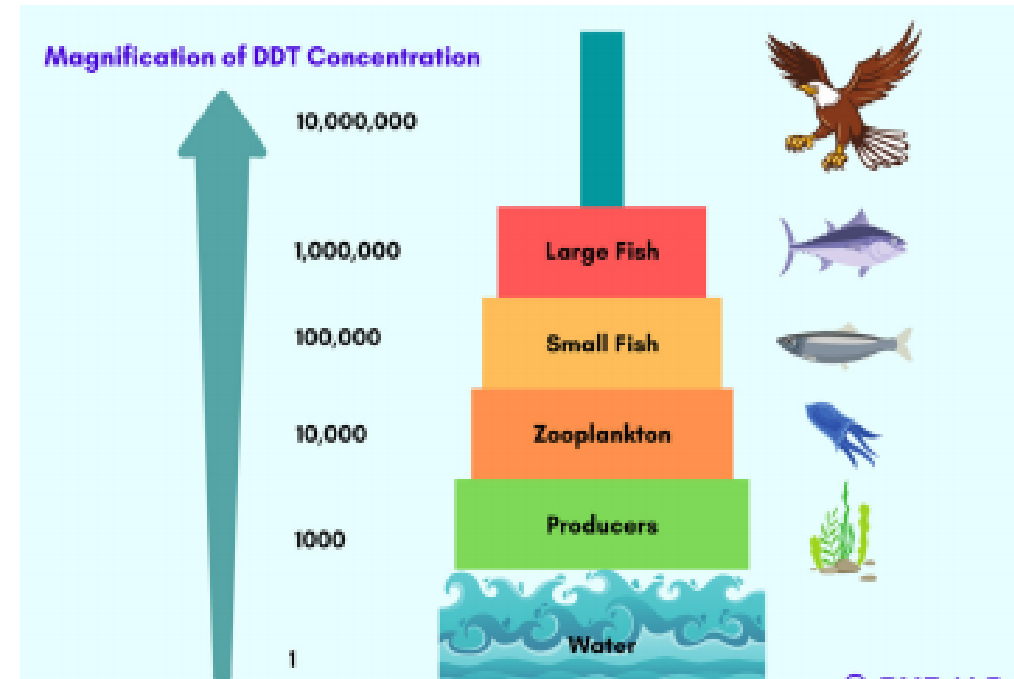 Magnification of DDT Concentration
10,000,000
1,000,000
Large Fish
100,000
Small Fish
10,000
Zooplankton
1000
Producers
1
Water